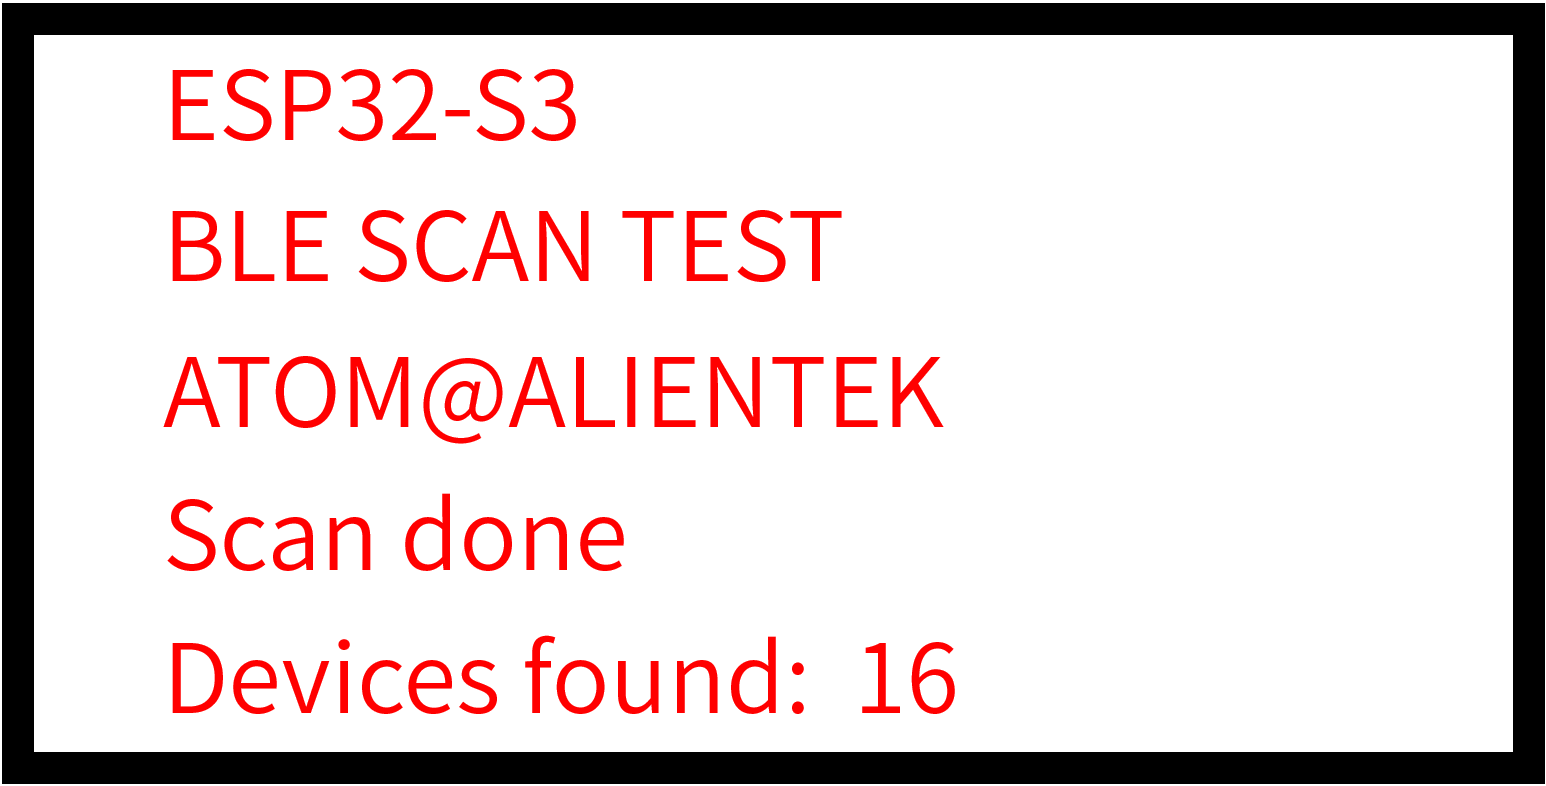 ESP32-S3
BLE SCAN TEST
ATOM@ALIENTEK
Scan done
Devices found:  16